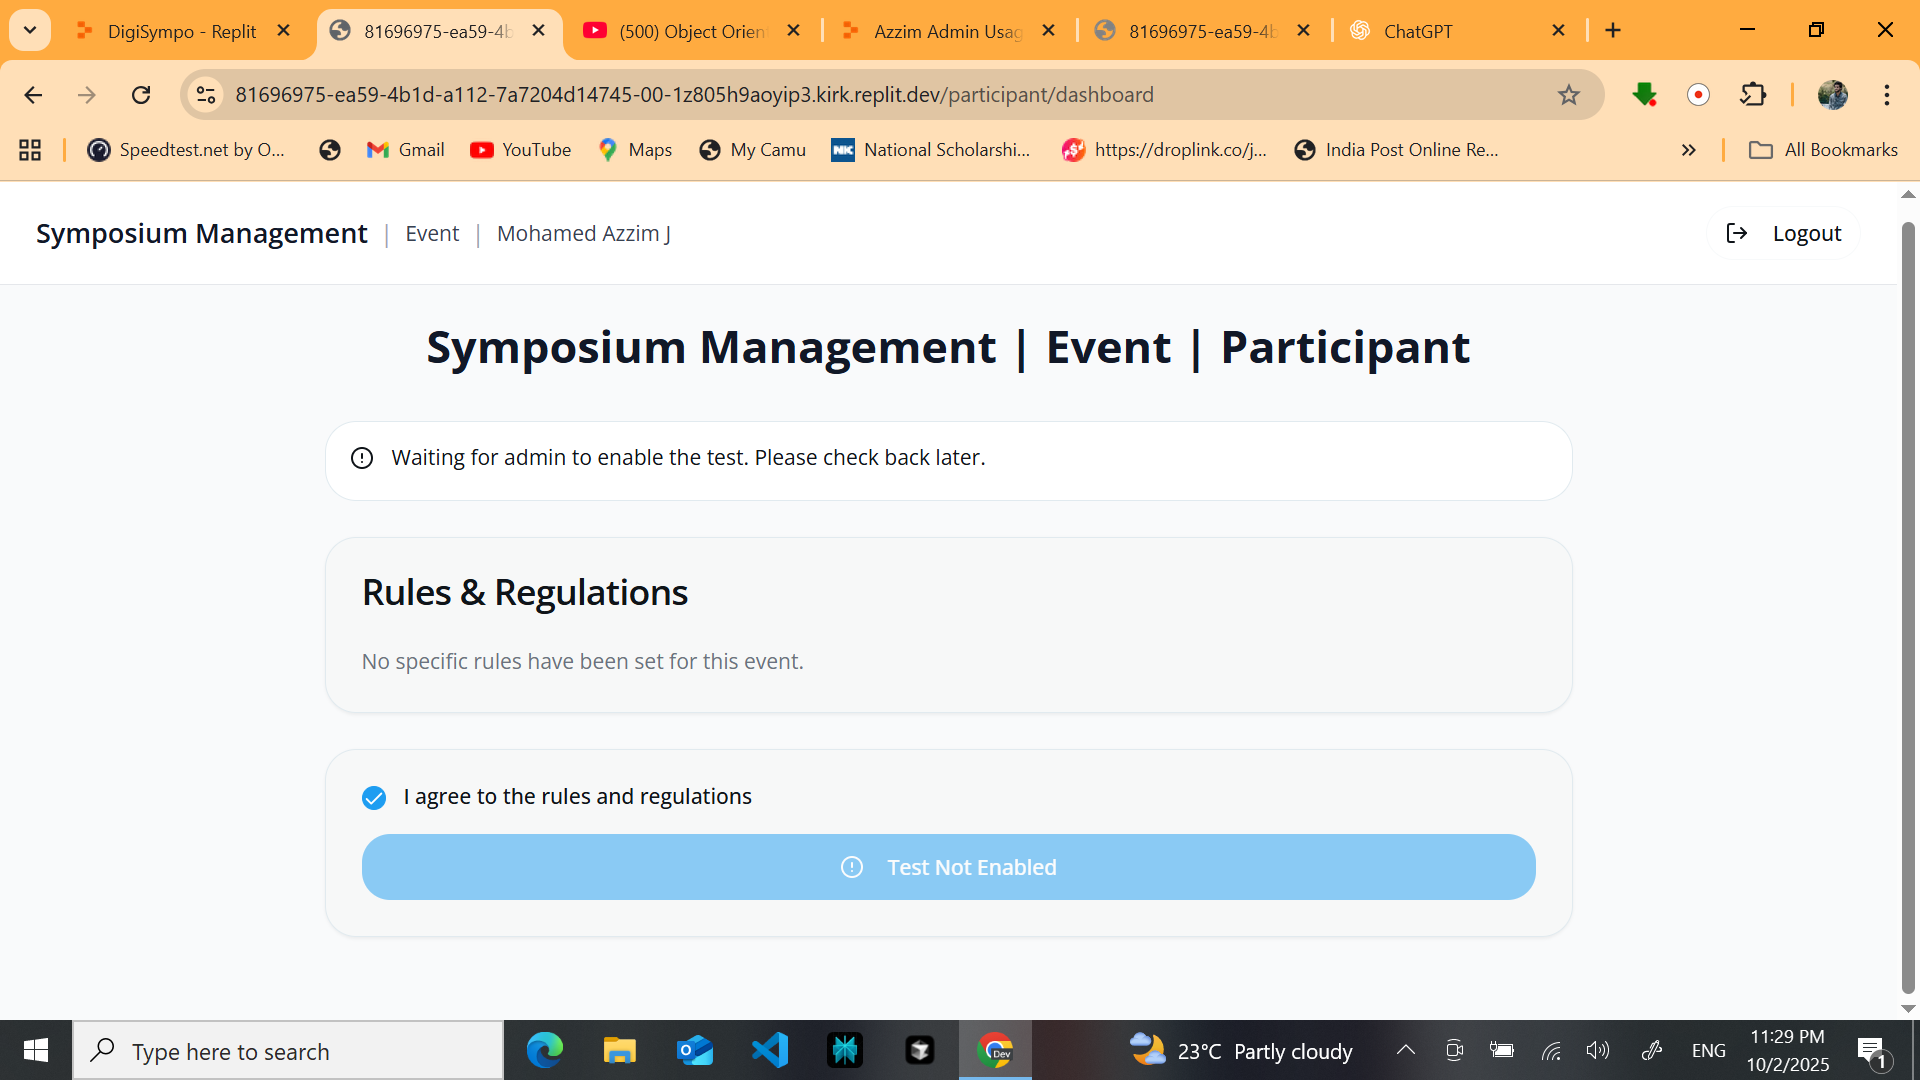 DigiSympo - Replit
81696975-ea59-4b
(500) Object Orien
Azzim Admin Usag
81696975-ea59-4b
ChatGPT
81696975-ea59-4b1d-a112-7a7204d14745-00-1z805h9aoyip3.kirk.replit.dev/participant/dashboard
Speedtest.net by O...
Gmail
YouTube
Maps
My Camu
NK
National Scholarshi...
https://droplink.co/j...
India Post Online Re...
All Bookmarks
Symposium Management | Event | Mohamed Azzim J
Logout
Symposium Management | Event | Participant
Waiting for admin to enable the test. Please check back later.
Rules & Regulations
No specific rules have been set for this event.
I agree to the rules and regulations
Test Not Enabled
Type here to search
Dev
23°C Partly cloudy
ENG
11:29 PM
10/2/2025
1